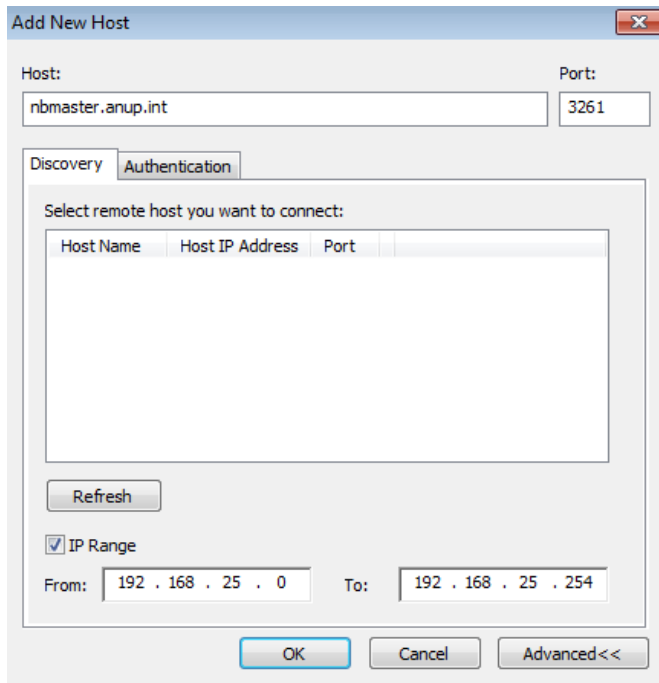 Add New Host
Host: Port:
nbmaster.anup.int 3261
Discovery Authentication
Select remote host you want to connect:
Host Name Host IP Address Port
Refresh
IP Range
From: 192 . 168 . 25 . 0 To: 192 . 168 . 25 . 254
OK Cancel Advanced<<